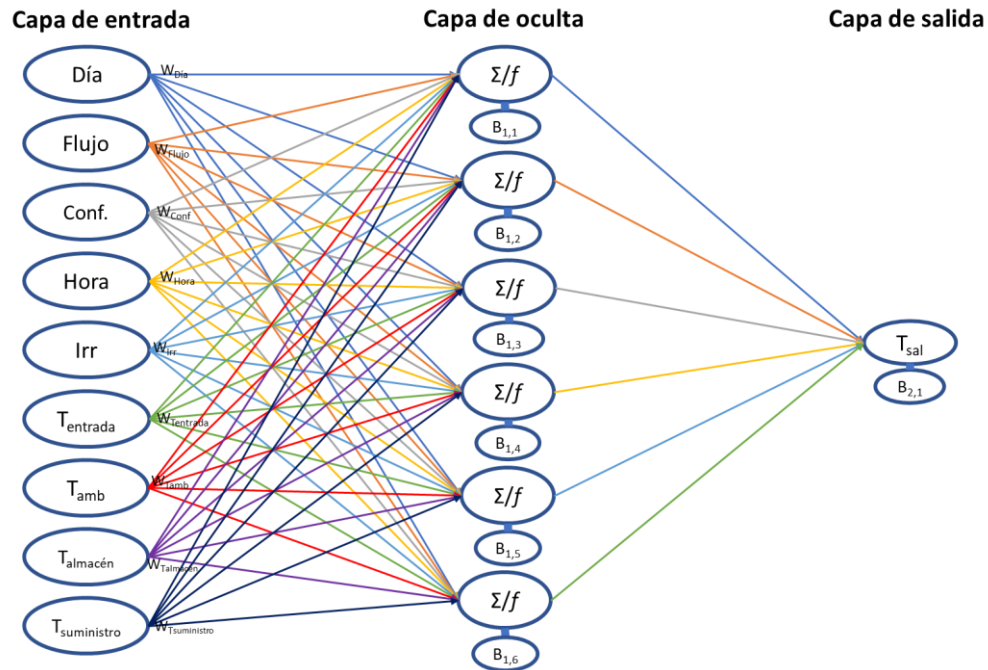 Capa de entrada
Capa de oculta
Capa de salida
Día
Flujo
Conf.
Hora
Irr
T_entrada
T_amb
T_almacén
T_suministro
W_Día
W_Flujo
W_Conf
W_Hora
W_Irr
W_Tentrada
W_Tamb
W_Talmacén
W_Tsuministro
Σ/f
B_1,1
Σ/f
B_1,2
Σ/f
B_1,3
Σ/f
B_1,4
Σ/f
B_1,5
Σ/f
B_1,6
T_sal
B_2,1